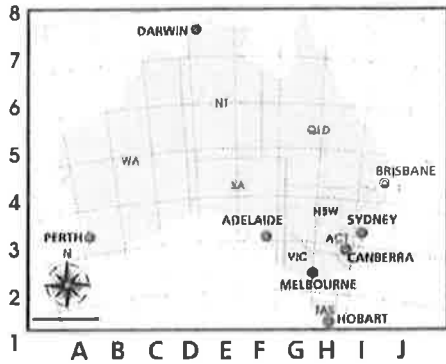 8
DARWIN
7
6
NT
QLD
5
WA
BRISBANE
SA
4
NSW
ADELAIDE
SYDNEY
PERTH
ACT
3
N
VIC
CANBERRA
2
MELBOURNE
TAS
HOBART
1
A B C D E F G H I J